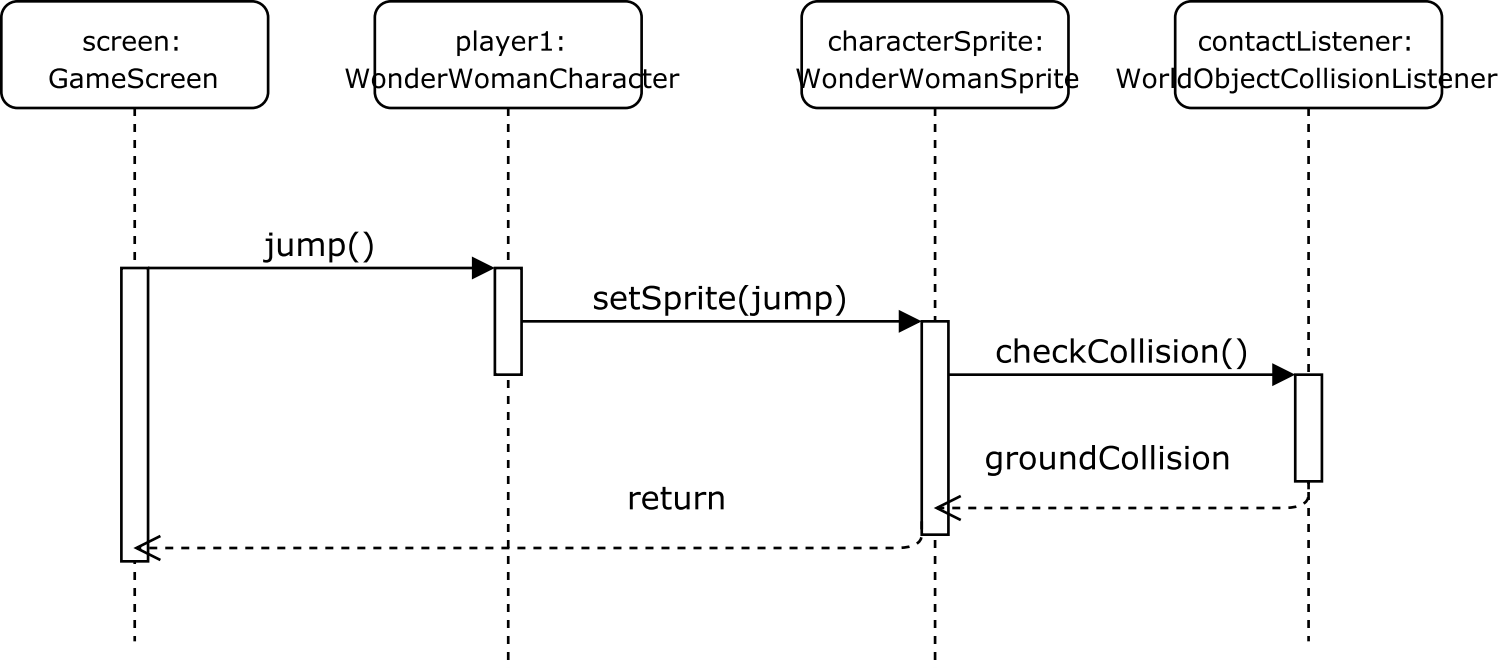 screen:
GameScreen
player1:
WonderWomanCharacter
characterSprite:
WonderWomanSprite
contactListener:
WorldObjectCollisionListener
jump()
setSprite(jump)
checkCollision()
groundCollision
return